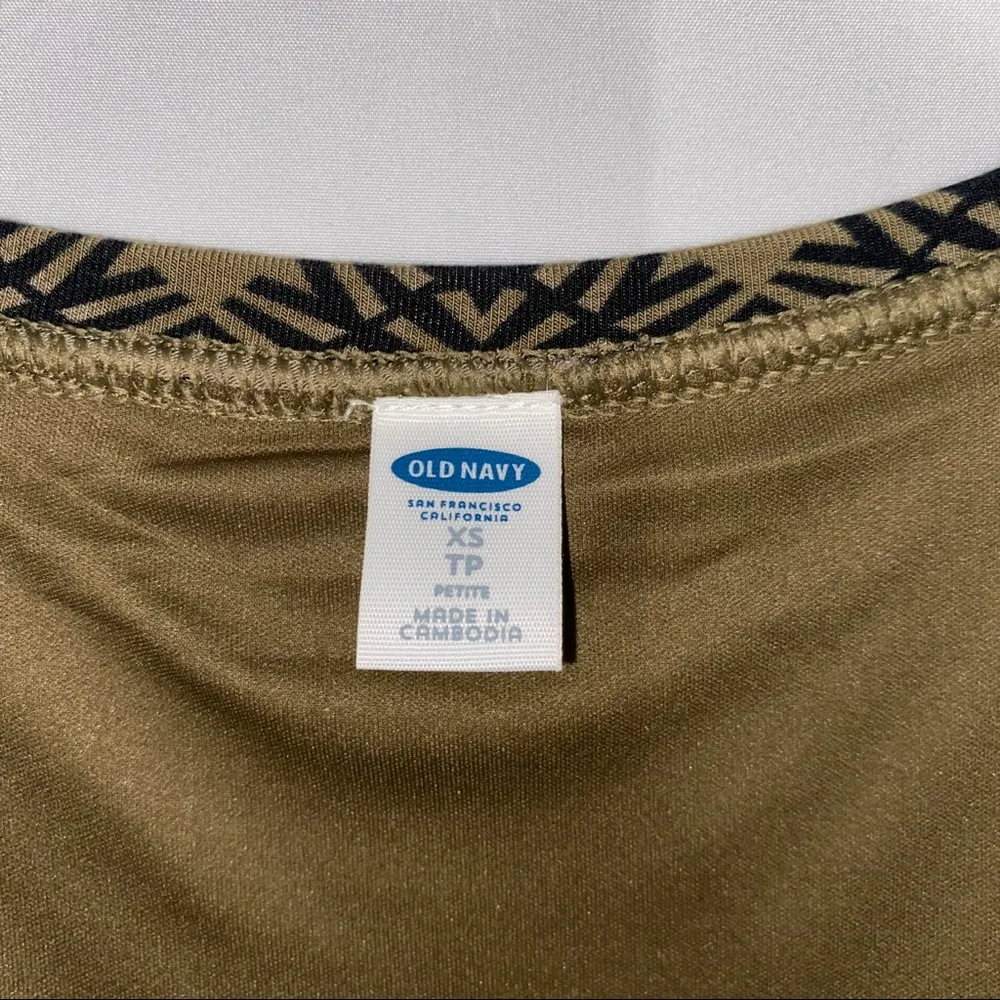 OLD NAVY
SAN FRANCISCO
CALIFORNIA
XS
TP
PETITE
MADE IN
CAMBODIA